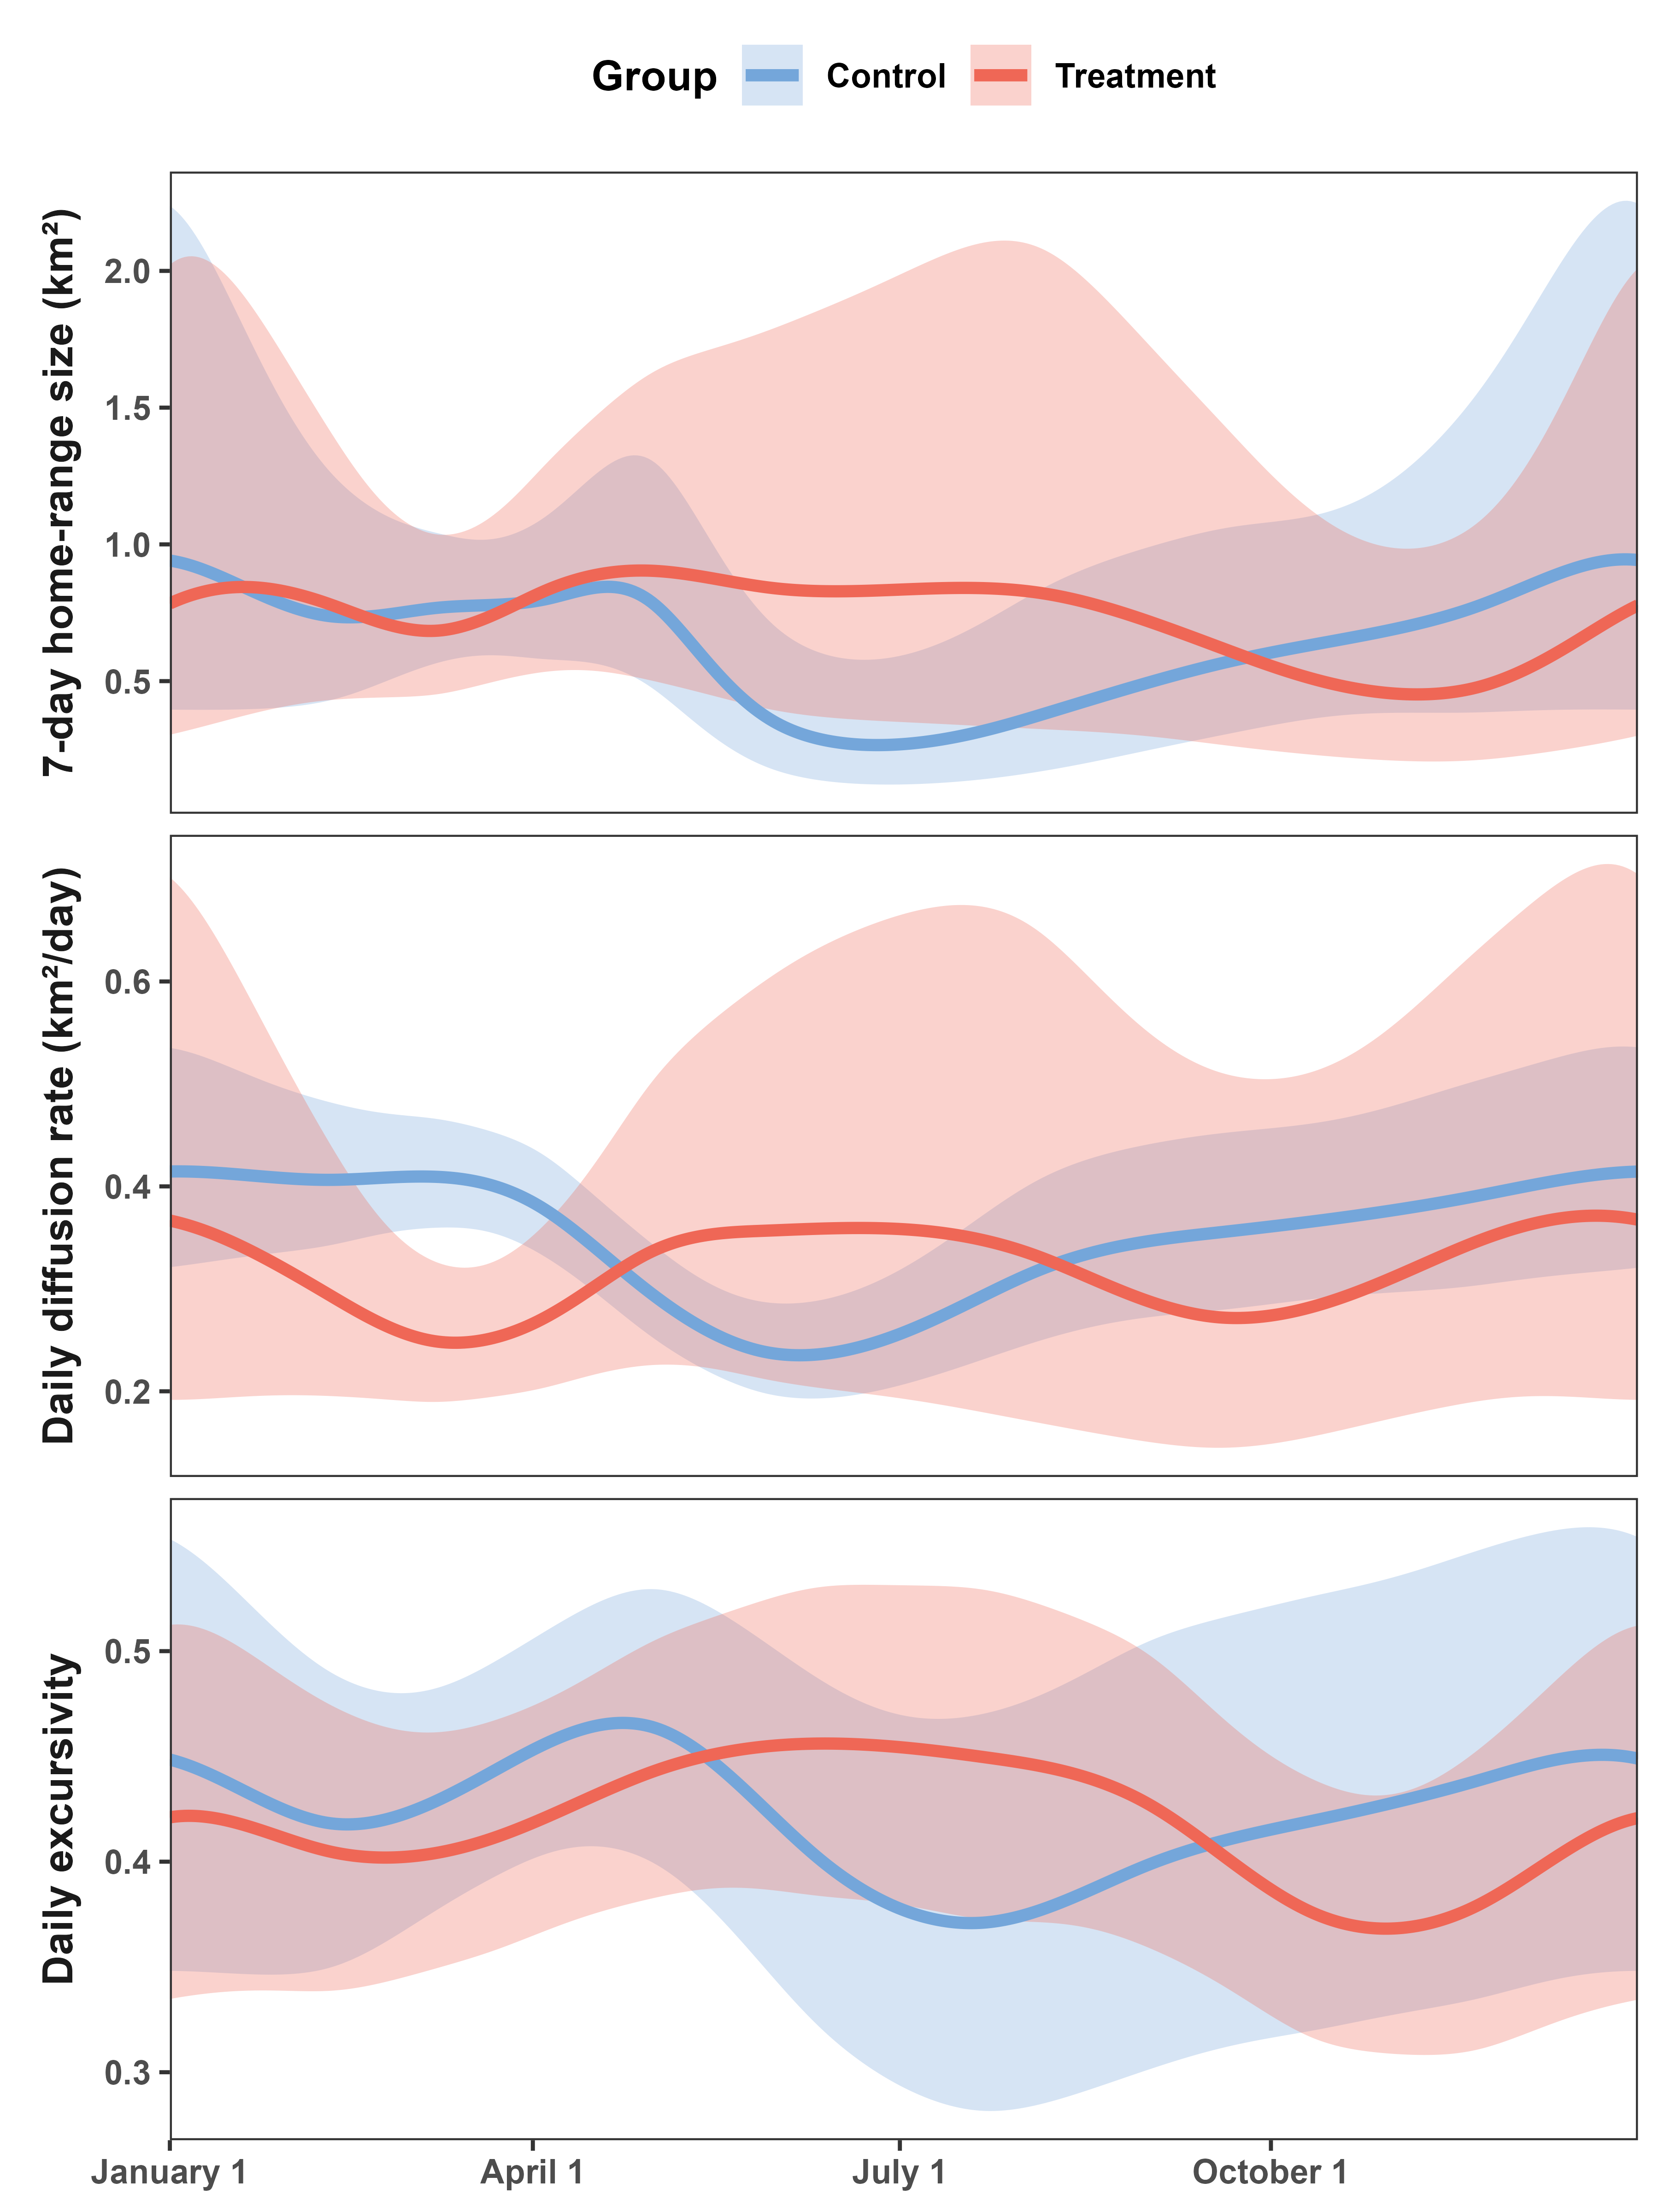 Group Control Treatment
7-day home-range size (km²)
2.0
1.5
1.0
0.5
Daily diffusion rate (km²/day)
0.6
0.4
0.2
Daily excursivity
0.5
0.4
0.3
January 1 April 1 July 1 October 1